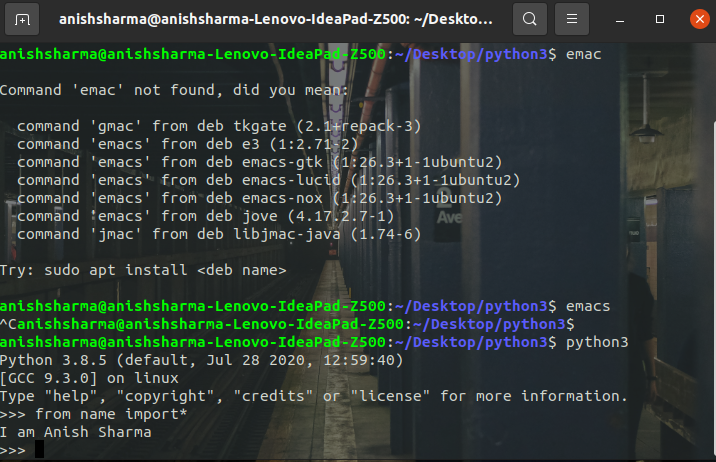 anishsharma@anishsharma-Lenovo-IdeaPad-Z500: ~/Deskto...
anishsharma@anishsharma-Lenovo-IdeaPad-Z500:~/Desktop/python3$ emac
Command 'emac' not found, did you mean:
command 'gmac' from deb tkgate (2.1+repack-3)
command 'emacs' from deb e3 (1:2.71-2)
command 'emacs' from deb emacs-gtk (1:26.3+1-1ubuntu2)
command 'emacs' from deb emacs-lucid (1:26.3+1-1ubuntu2)
command 'emacs' from deb emacs-nox (1:26.3+1-1ubuntu2)
command 'emacs' from deb jove (4.17.2.7-1)
command 'jmac' from deb libjmac-java (1.74-6)
Try: sudo apt install <deb name>
anishsharma@anishsharma-Lenovo-IdeaPad-Z500:~/Desktop/python3$ emacs
^Canishsharma@anishsharma-Lenovo-IdeaPad-Z500:~/Desktop/python3$
anishsharma@anishsharma-Lenovo-IdeaPad-Z500:~/Desktop/python3$ python3
Python 3.8.5 (default, Jul 28 2020, 12:59:40)
[GCC 9.3.0] on linux
Type "help", "copyright", "credits" or "license" for more information.
>>> from name import*
I am Anish Sharma
>>>
2
Ave